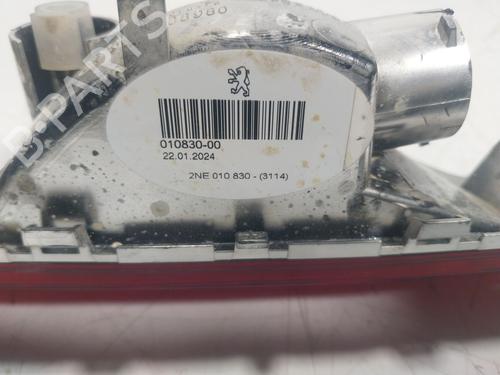 010830-00
22.01.2024
2NE 010 830 - (3114)
B-PARTS